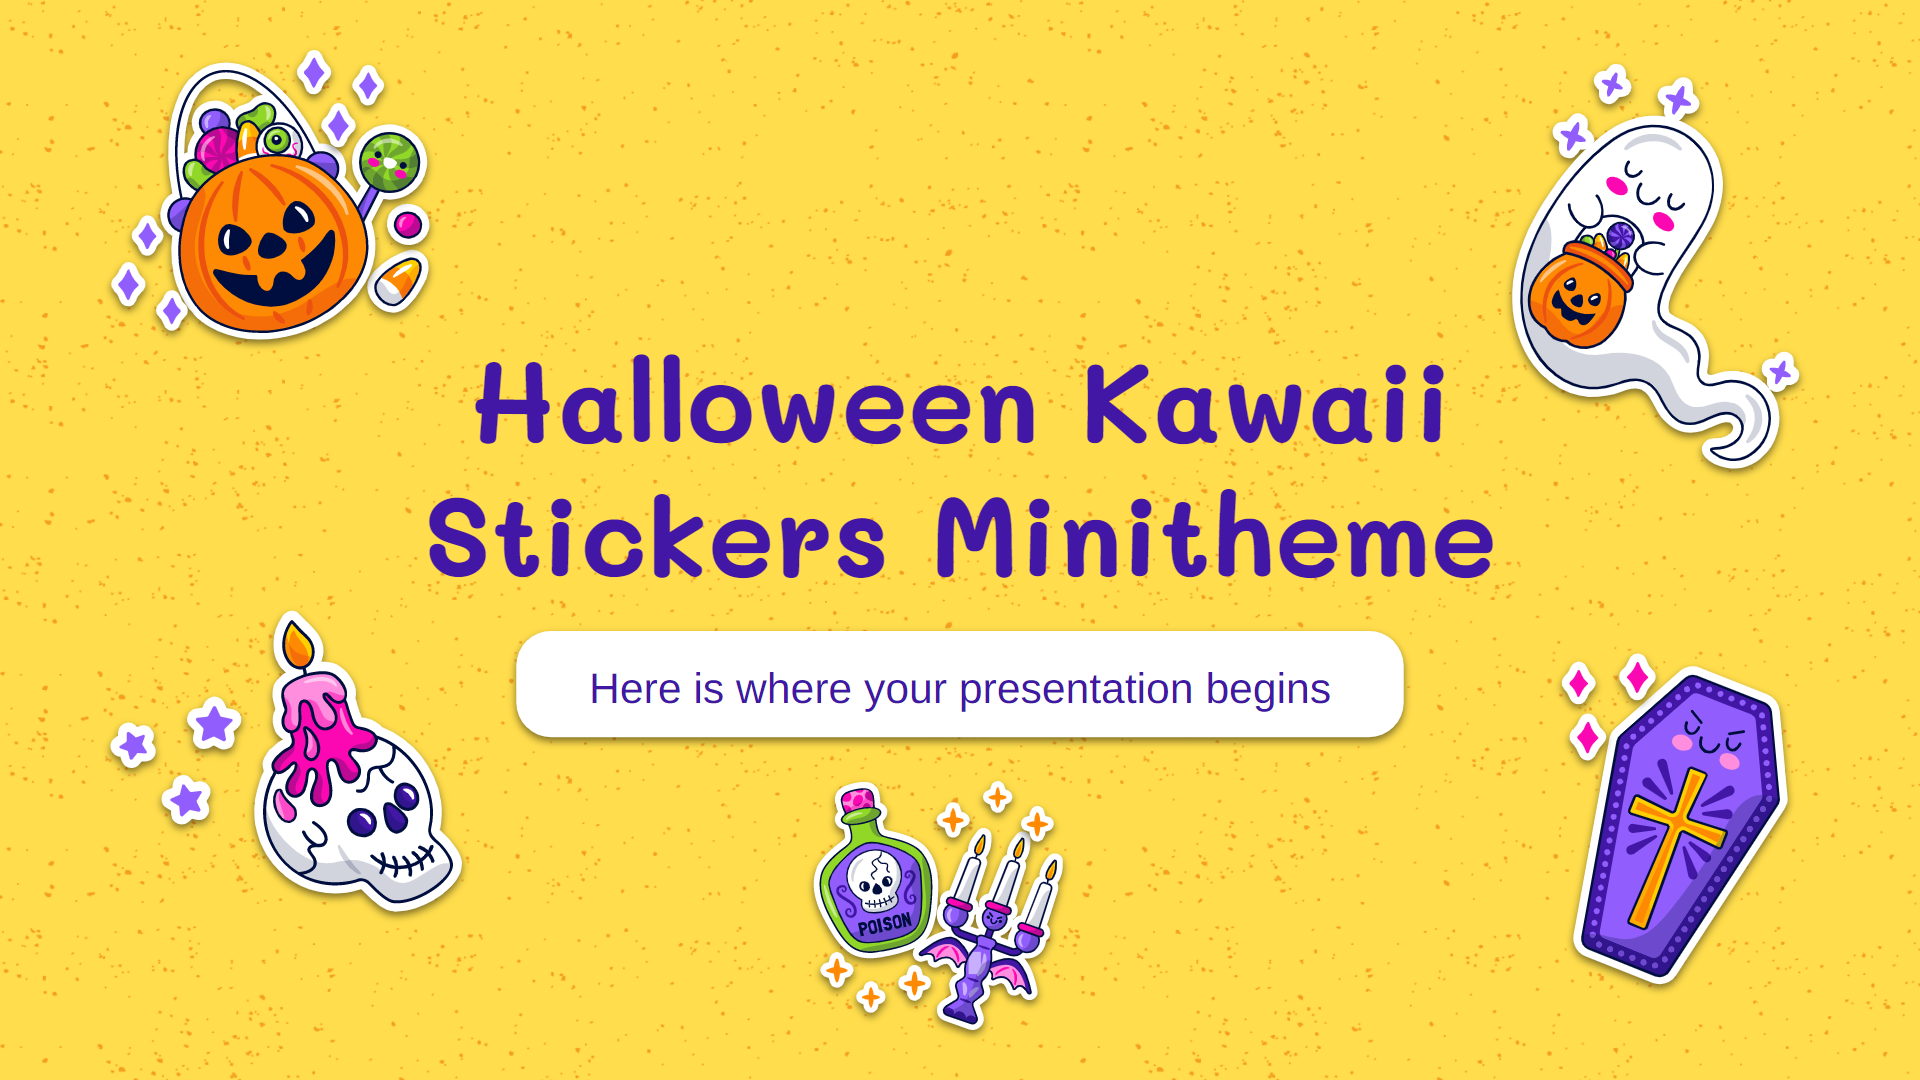 Halloween Kawaii
Stickers Minitheme
Here is where your presentation begins
POISON